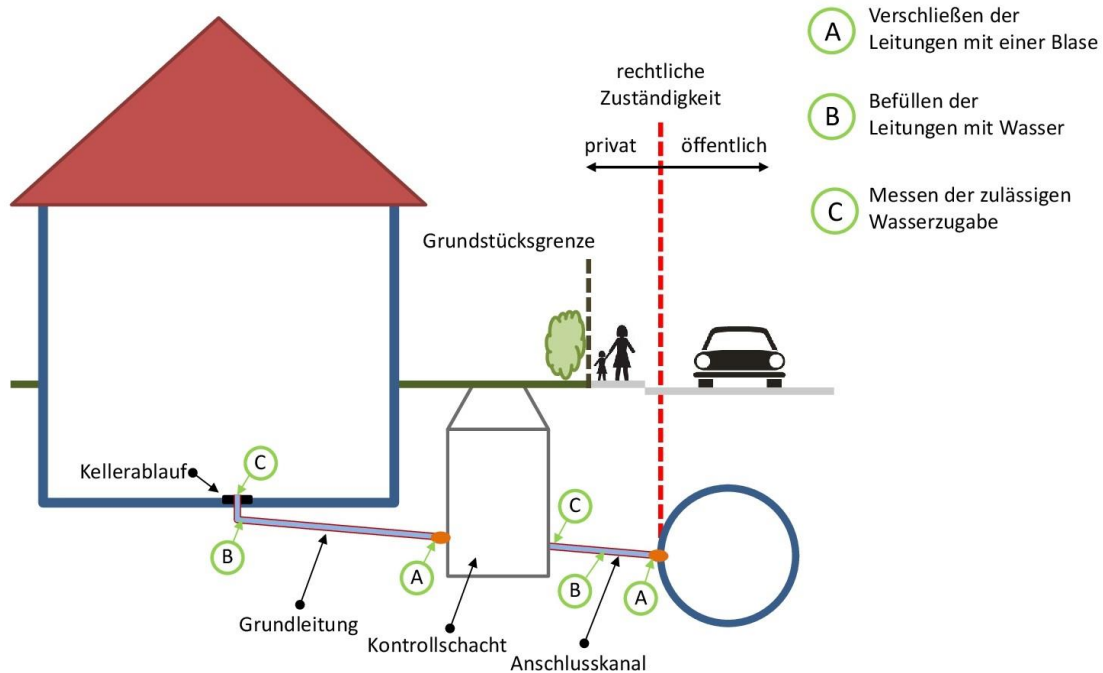 A
Verschließen der
Leitungen mit einer Blase
rechtliche
Zuständigkeit
B
Befüllen der
Leitungen mit Wasser
privat
öffentlich
C
Messen der zulässigen
Wasserzugabe
Grundstücksgrenze
Kellerablauf
C
C
B
A
B
A
Grundleitung
Kontrollschacht
Anschlusskanal